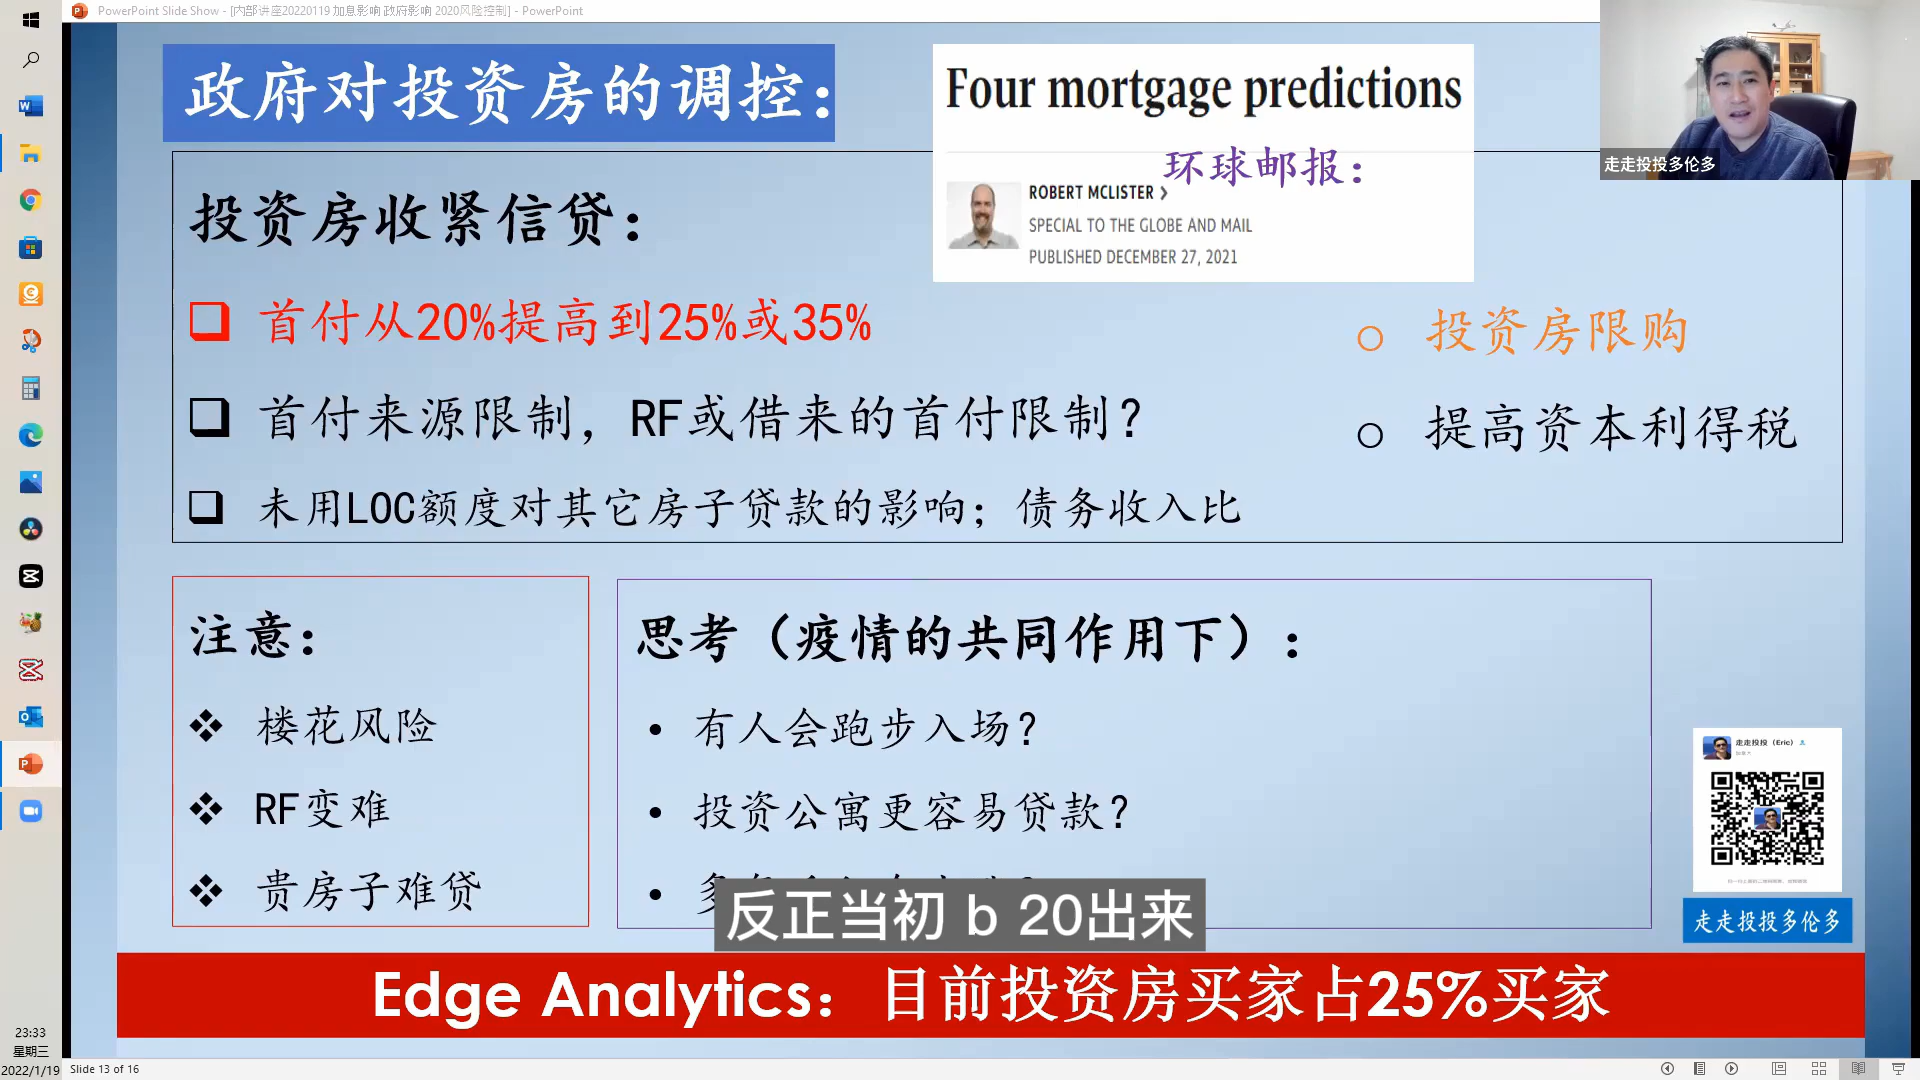 PowerPoint Slide Show - [内部讲座20220119 加息影响 政府影响 2020风险控制] - PowerPoint
政府对投资房的调控：
Four mortgage predictions
环球邮报：
ROBERT MCLISTER
SPECIAL TO THE GLOBE AND MAIL
PUBLISHED DECEMBER 27, 2021
走走投投多伦多
投资房收紧信贷：
首付从20%提高到25%或35%
首付来源限制，RF或借来的首付限制？
未用LOC额度对其它房子贷款的影响；债务收入比
投资房限购
提高资本利得税
注意：
楼花风险
RF变难
贵房子难贷
思考（疫情的共同作用下）：
有人会跑步入场？
投资公寓更容易贷款？
反正当初 b 20出来
走走投投（Eric）
走走投投多伦多
Edge Analytics： 目前投资房买家占25%买家
23:33
星期三
2022/1/19
Slide 13 of 16